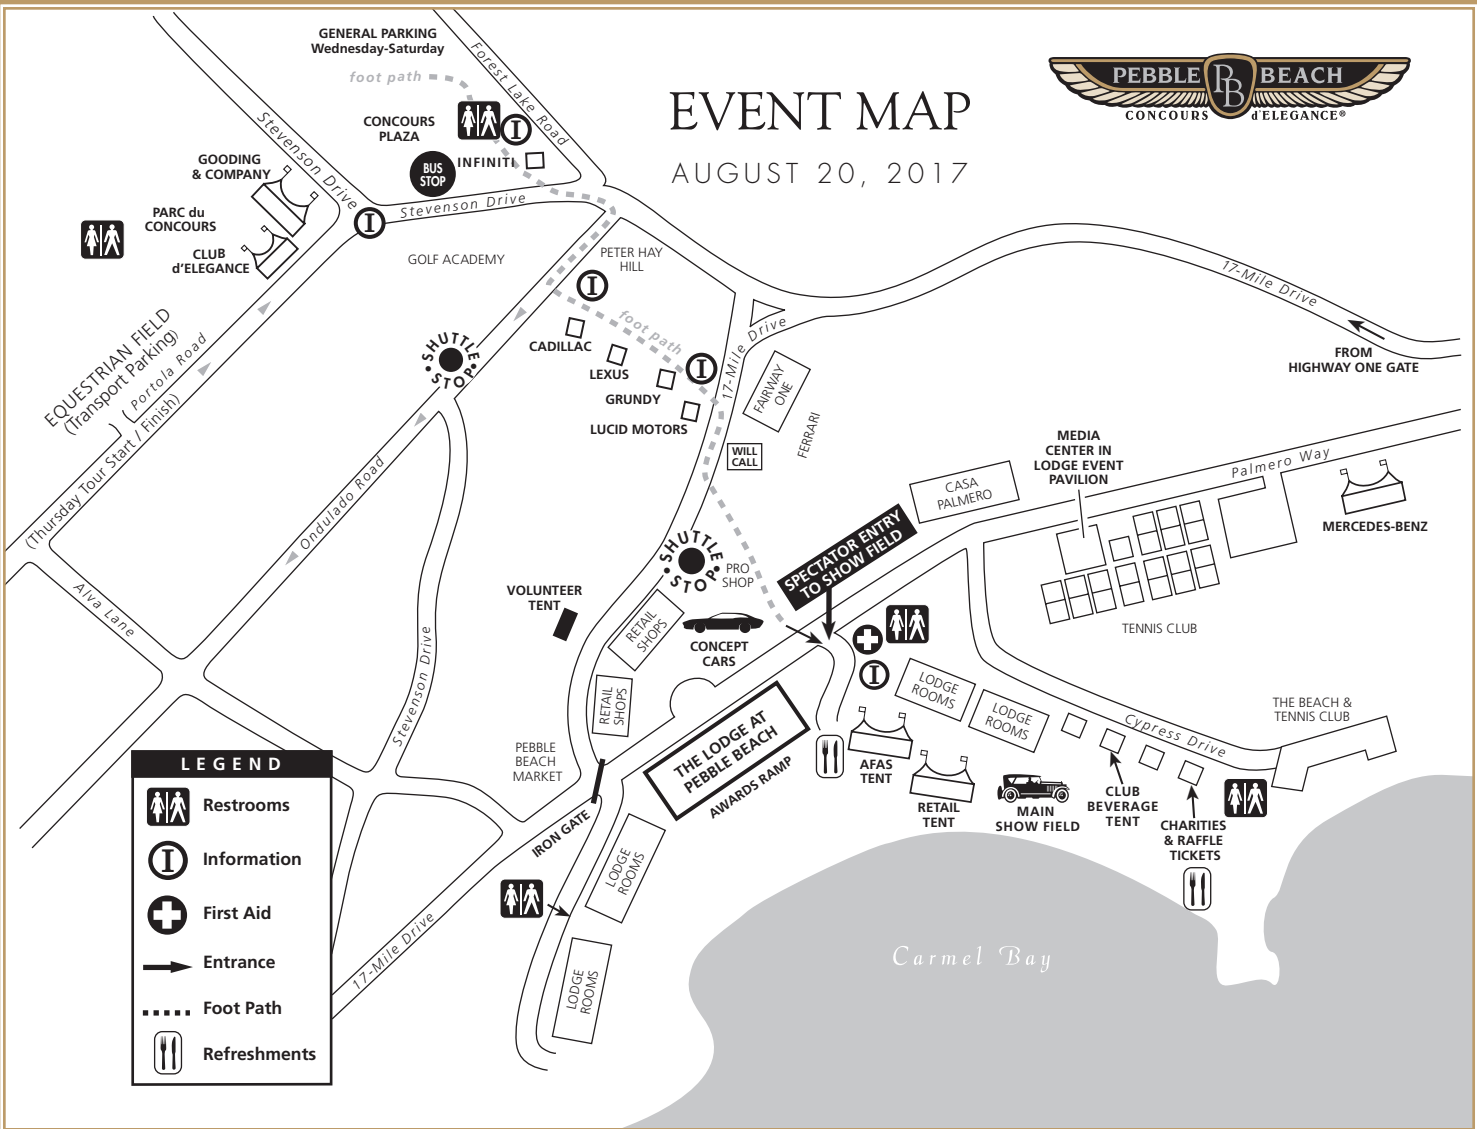 GENERAL PARKING
Wednesday-Saturday
foot path
Forest Lake Road
EVENT MAP
AUGUST 20, 2017
PEBBLE PB BEACH
CONCOURS d'ELEGANCE®
CONCOURS
PLAZA
I
INFINITI
BUS
STOP
Stevenson Drive
Stevenson Drive
I
GOODING
& COMPANY
PARC du
CONCOURS
CLUB
d'ELEGANCE
GOLF ACADEMY
PETER HAY
HILL
I
foot path
I
CADILLAC
LEXUS
GRUNDY
LUCID MOTORS
SHUTTLE
STOP
17-Mile Drive
17-Mile Drive
FROM
HIGHWAY ONE GATE
EQUESTRIAN FIELD
(Transport Parking)
Portola Road
(Thursday Tour Start / Finish)
Ondulado Road
Alva Lane
FAIRWAY
ONE
FERRARI
WILL
CALL
MEDIA
CENTER IN
LODGE EVENT
PAVILION
Palmero Way
MERCEDES-BENZ
CASA
PALMERO
SPECTATOR ENTRY
TO SHOW FIELD
SHUTTLE
STOP
PRO
SHOP
VOLUNTEER
TENT
RETAIL
SHOPS
CONCEPT
CARS
TENNIS CLUB
Stevenson Drive
RETAIL
SHOPS
I
LODGE
ROOMS
LODGE
ROOMS
THE BEACH &
TENNIS CLUB
Cypress Drive
PEBBLE
BEACH
MARKET
THE LODGE AT
PEBBLE BEACH
AWARDS RAMP
AFAS
TENT
RETAIL
TENT
MAIN
SHOW FIELD
CLUB
BEVERAGE
TENT
CHARITIES
& RAFFLE
TICKETS
IRON GATE
LODGE
ROOMS
LODGE
ROOMS
17-Mile Drive
Carmel Bay
LEGEND
Restrooms
I
Information
First Aid
Entrance
Foot Path
Refreshments